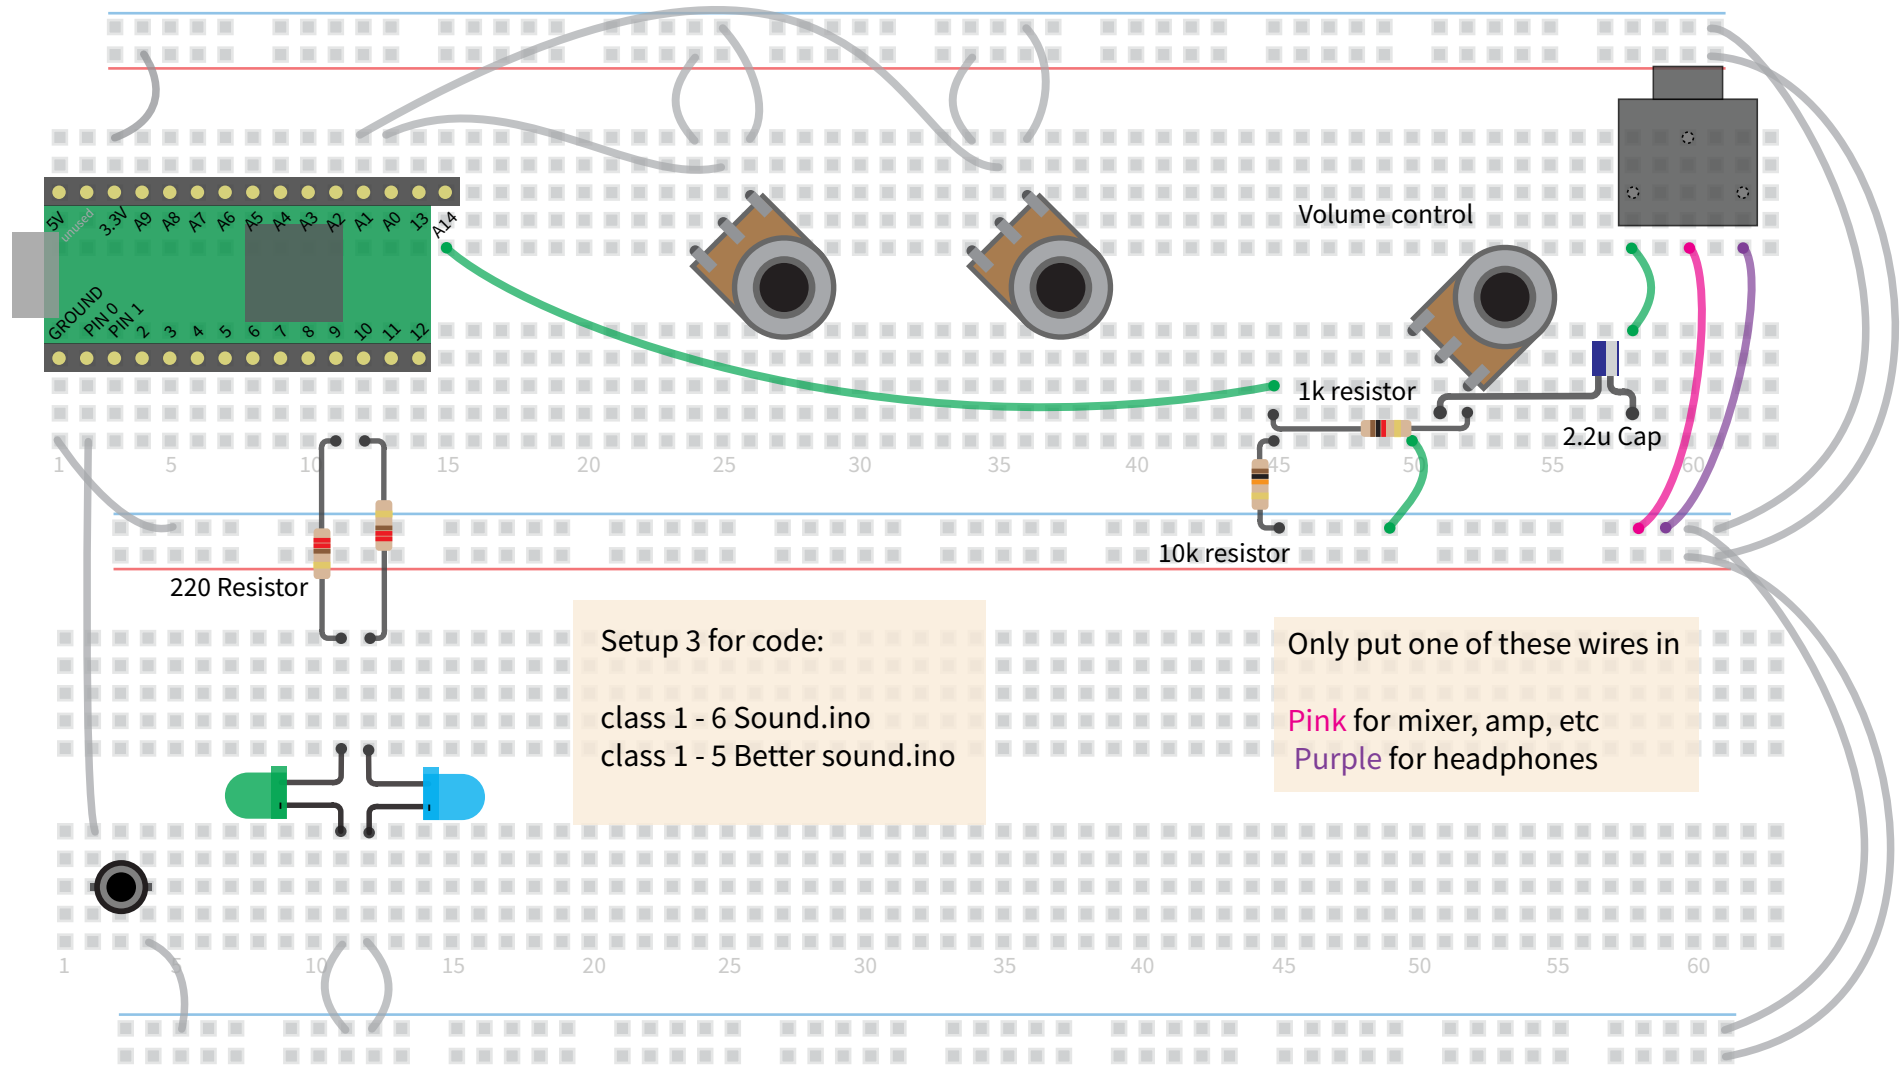 5V
unused
3.3V
A9
A8
A7
A6
A5
A4
A3
A2
A1
A0
13
A14
GROUND
PIN 0
PIN 1
2
3
4
5
6
7
8
9
10
11
12
Volume control
1k resistor
2.2u Cap
1 5 10 15 20 25 30 35 40 45 50 55 60
10k resistor
220 Resistor
Setup 3 for code:
class 1 - 6 Sound.ino
class 1 - 5 Better sound.ino
Only put one of these wires in
Pink for mixer, amp, etc
Purple for headphones
1 5 10 15 20 25 30 35 40 45 50 55 60